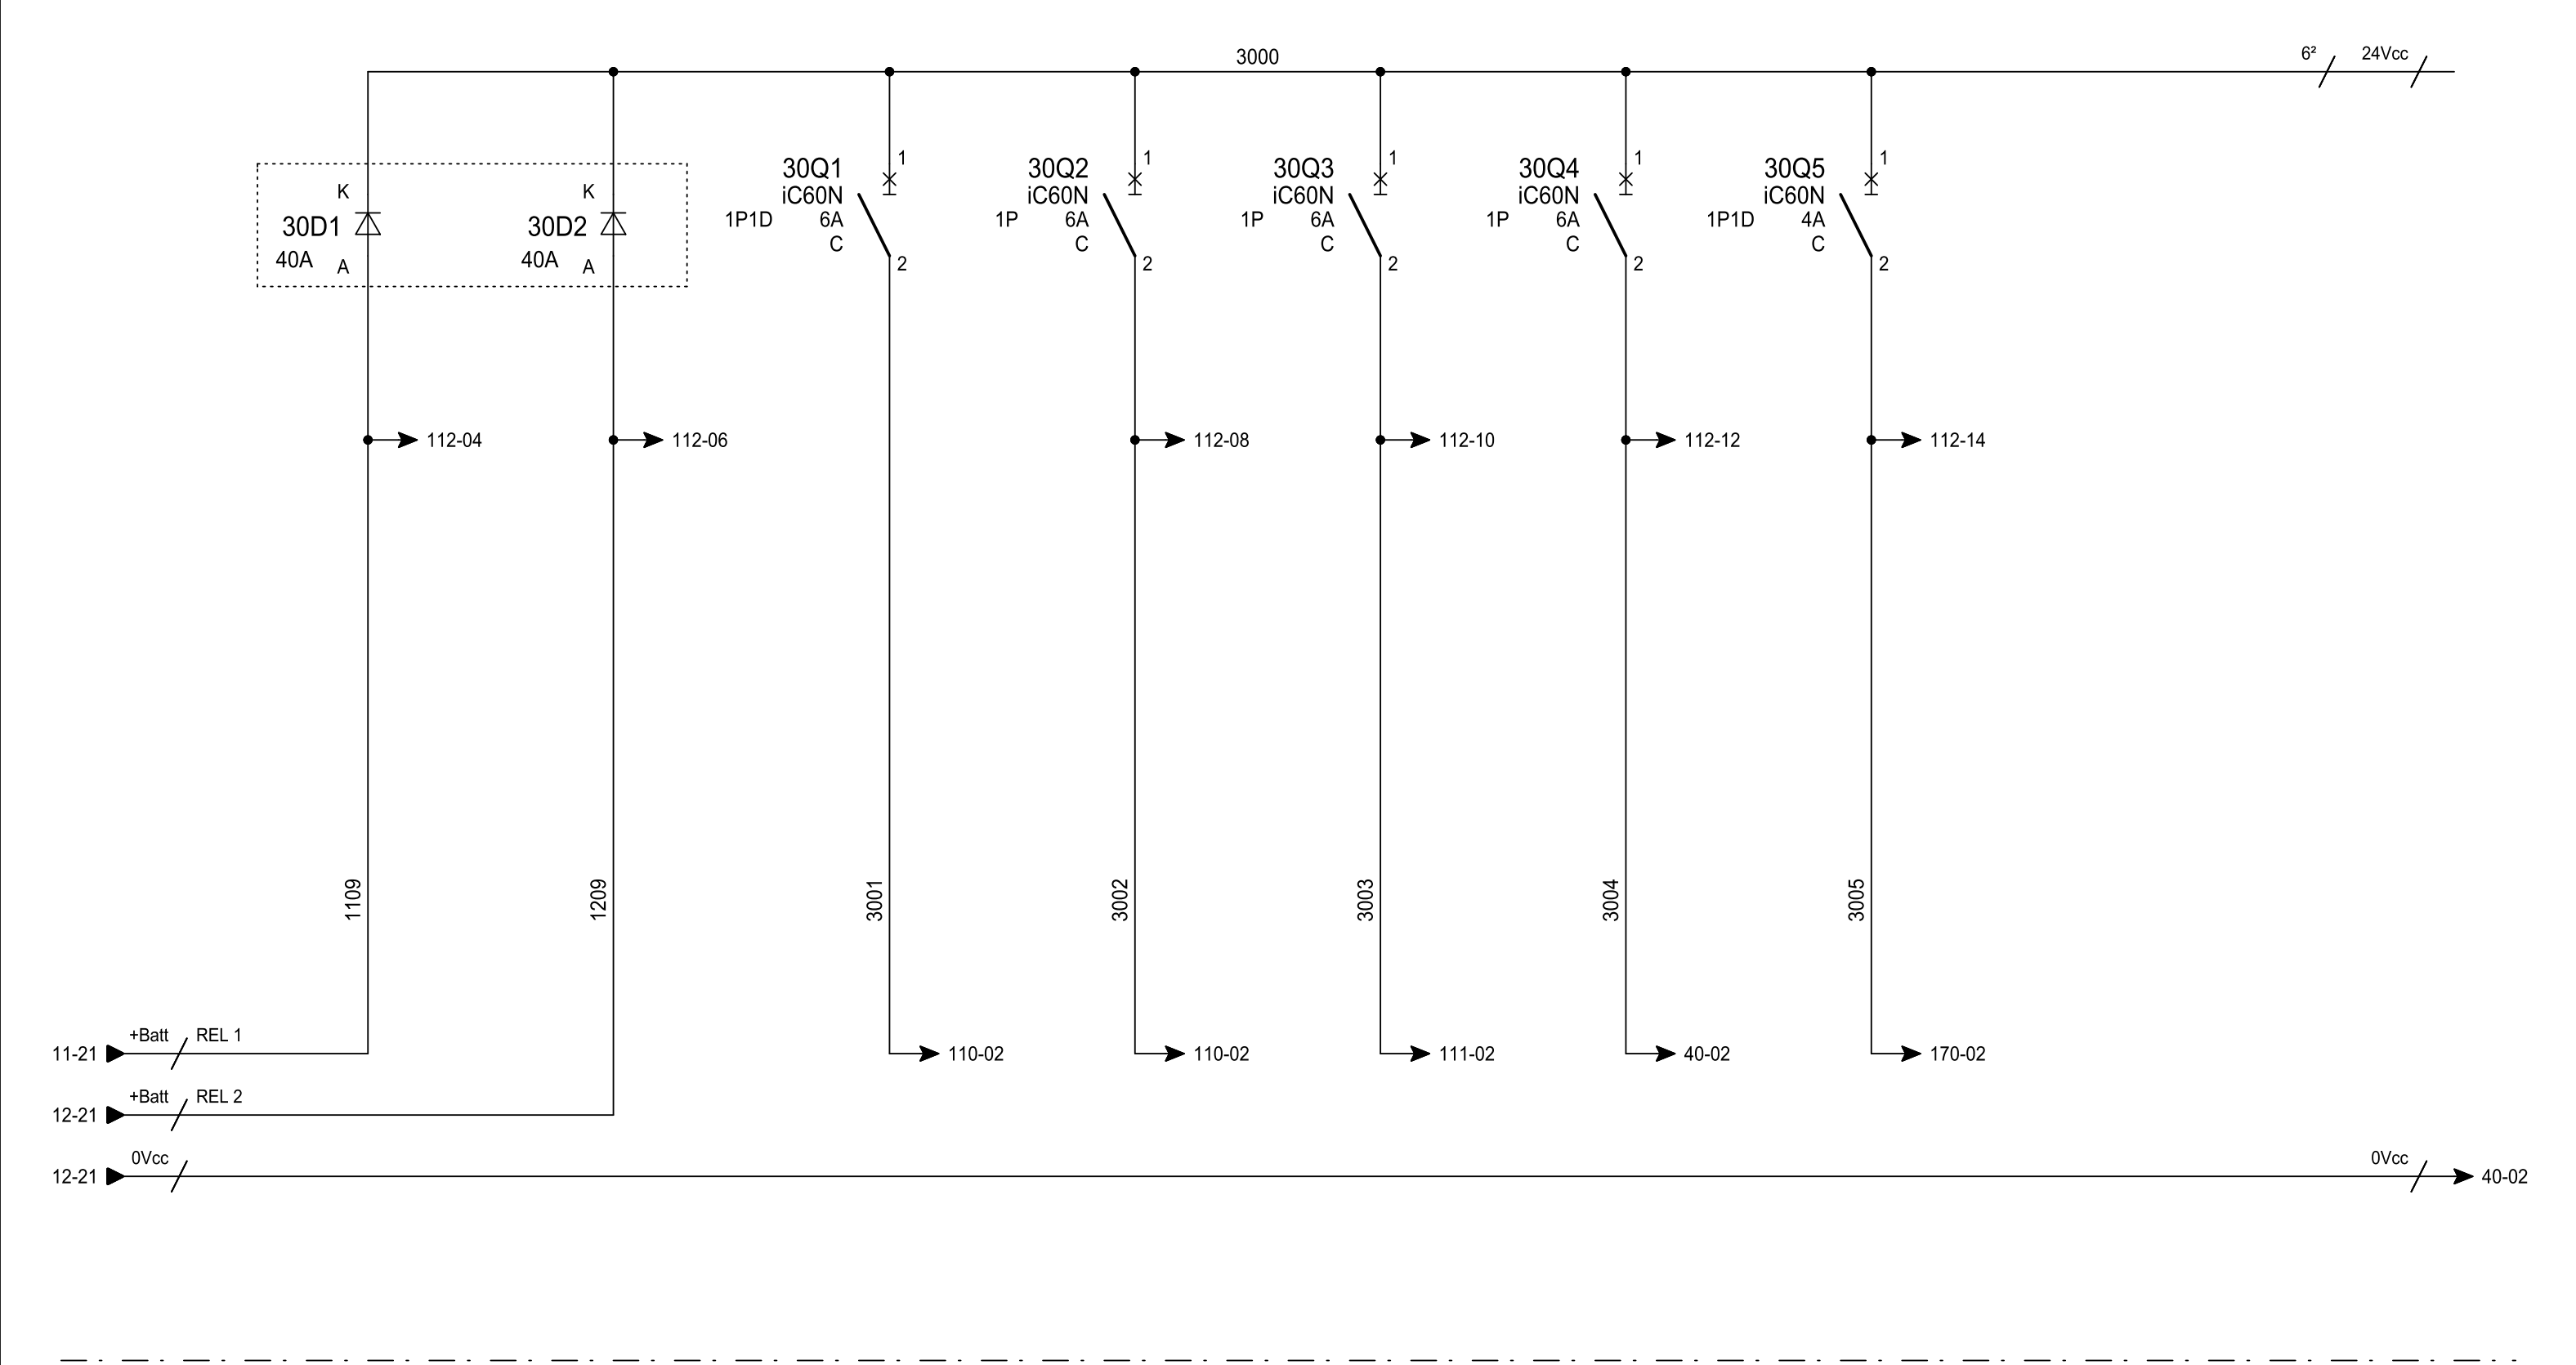 3000
6²
24Vcc
K
30D1
40A
A
K
30D2
40A
A
30Q1
iC60N
1P1D
6A
C
1
2
30Q2
iC60N
1P
6A
C
1
2
30Q3
iC60N
1P
6A
C
1
2
30Q4
iC60N
1P
6A
C
1
2
30Q5
iC60N
1P1D
4A
C
1
2
112-04
112-06
112-08
112-10
112-12
112-14
1109
1209
3001
3002
3003
3004
3005
11-21
+Batt
REL 1
110-02
110-02
111-02
40-02
170-02
12-21
+Batt
REL 2
12-21
0Vcc
0Vcc
40-02